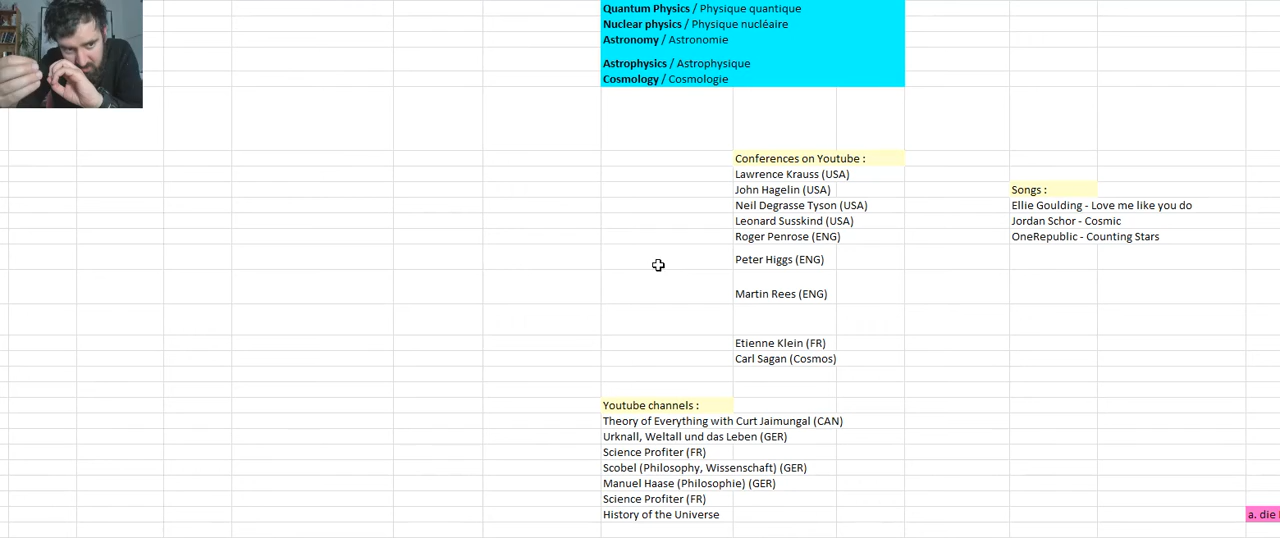 Quantum Physics / Physique quantique
Nuclear physics / Physique nucléaire
Astronomy / Astronomie
Astrophysics / Astrophysique
Cosmology / Cosmologie
Conferences on Youtube :
Lawrence Krauss (USA)
John Hagelin (USA)
Neil Degrasse Tyson (USA)
Leonard Susskind (USA)
Roger Penrose (ENG)
Peter Higgs (ENG)
Martin Rees (ENG)
Etienne Klein (FR)
Carl Sagan (Cosmos)
Songs :
Ellie Goulding - Love me like you do
Jordan Schor - Cosmic
OneRepublic - Counting Stars
Youtube channels :
Theory of Everything with Curt Jaimungal (CAN)
Urknall, Weltall und das Leben (GER)
Science Profiter (FR)
Scobel (Philosophy, Wissenschaft) (GER)
Manuel Haase (Philosophie) (GER)
Science Profiter (FR)
History of the Universe
a. die